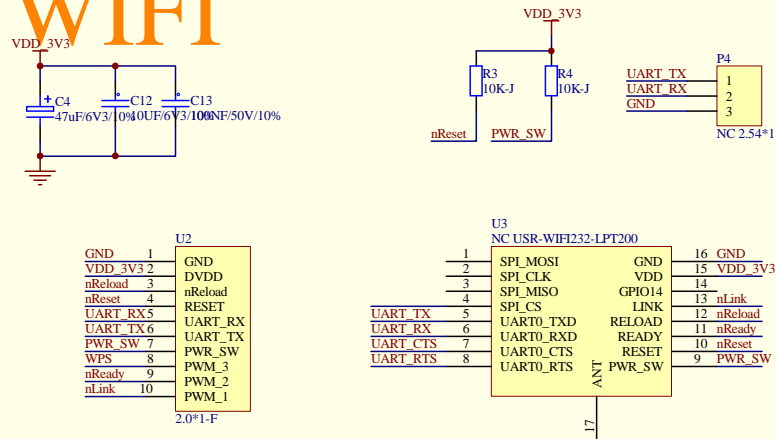 WIFI
VDD_3V3
C4
47uF/6V3/10%
C12
10UF/6V3/10%
C13
100NF/50V/10%
VDD_3V3
R3
10K-J
R4
10K-J
nReset
PWR_SW
P4
UART_TX 1
UART_RX 2
GND 3
NC 2.54*1
U2
GND 1 GND
VDD_3V3 2 DVDD
nReload 3 nReload
nReset 4 RESET
UART_RX 5 UART_RX
UART_TX 6 UART_TX
PWR_SW 7 PWR_SW
WPS 8 PWM_3
nReady 9 PWM_2
nLink 10 PWM_1
2.0*1-F
U3
NC USR-WIFI232-LPT200
1 SPI_MOSI GND 16 GND
2 SPI_CLK VDD 15 VDD_3V3
3 SPI_MISO GPIO14 14
4 SPI_CS LINK 13 nLink
UART_TX 5 UART0_TXD RELOAD 12 nReload
UART_RX 6 UART0_RXD READY 11 nReady
UART_CTS 7 UART0_CTS RESET 10 nReset
UART_RTS 8 UART0_RTS PWR_SW 9 PWR_SW
ANT
17